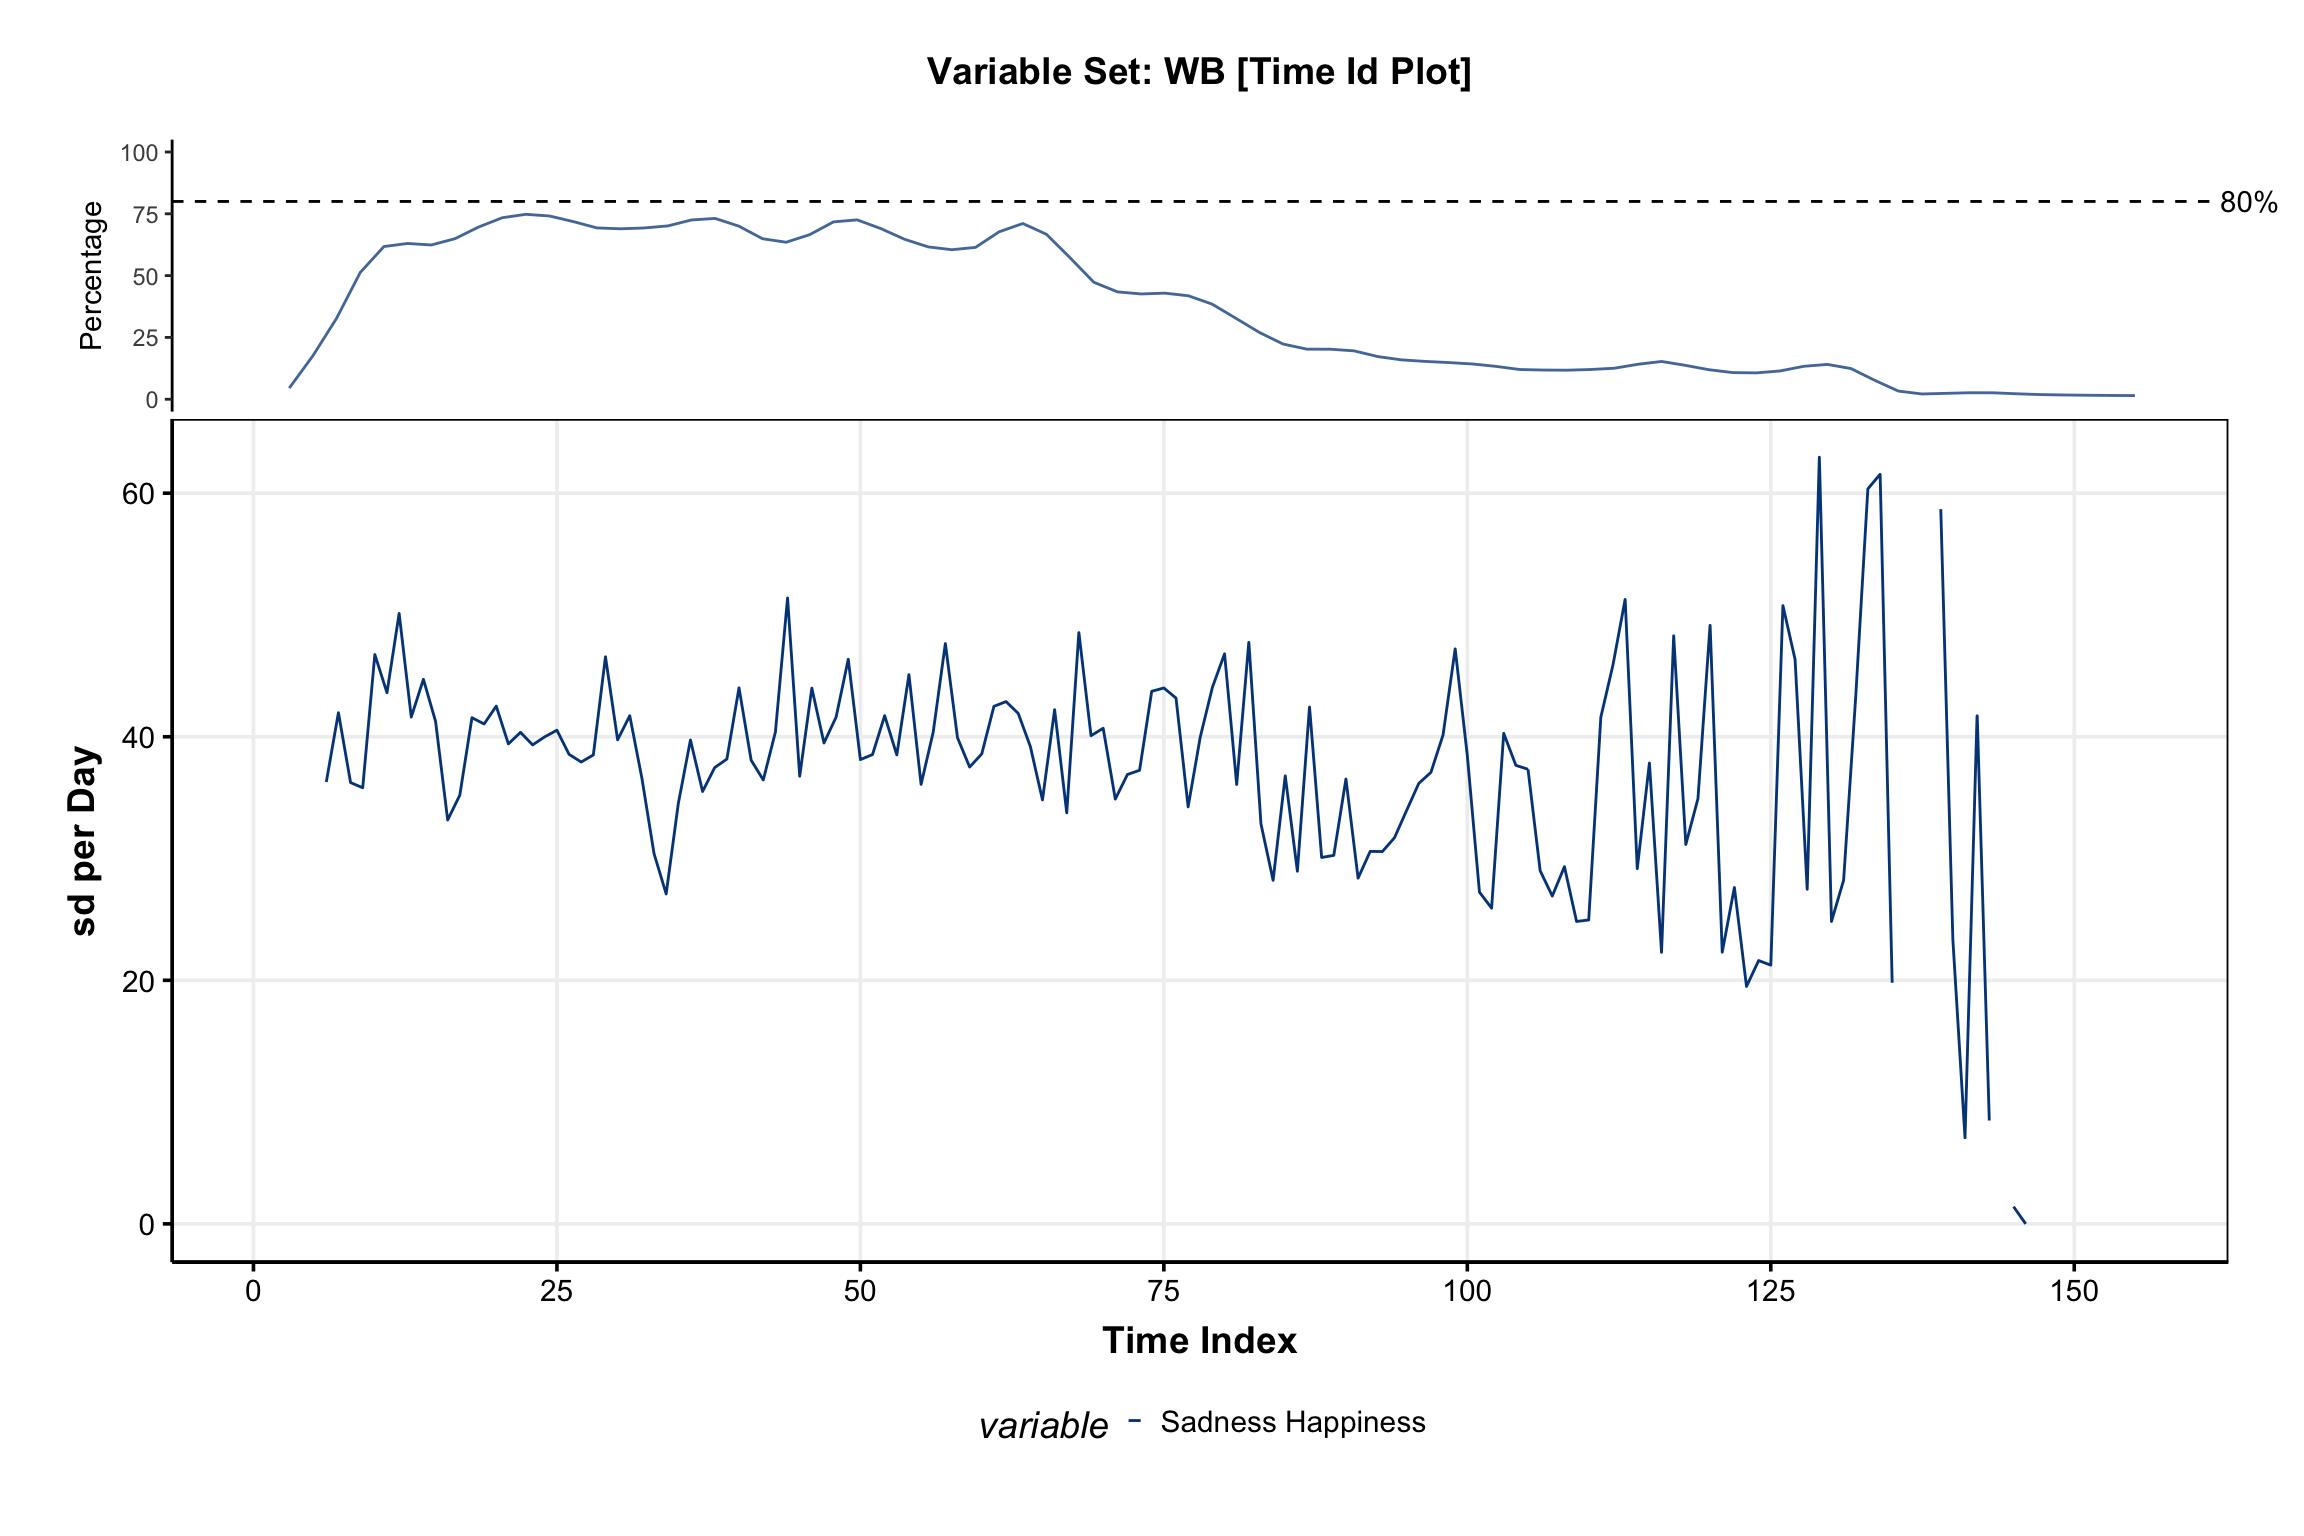 Variable Set: WB [Time Id Plot]
100
75
50
25
0
Percentage
80%
60
40
20
0
sd per Day
0 25 50 75 100 125 150
Time Index
variable Sadness Happiness